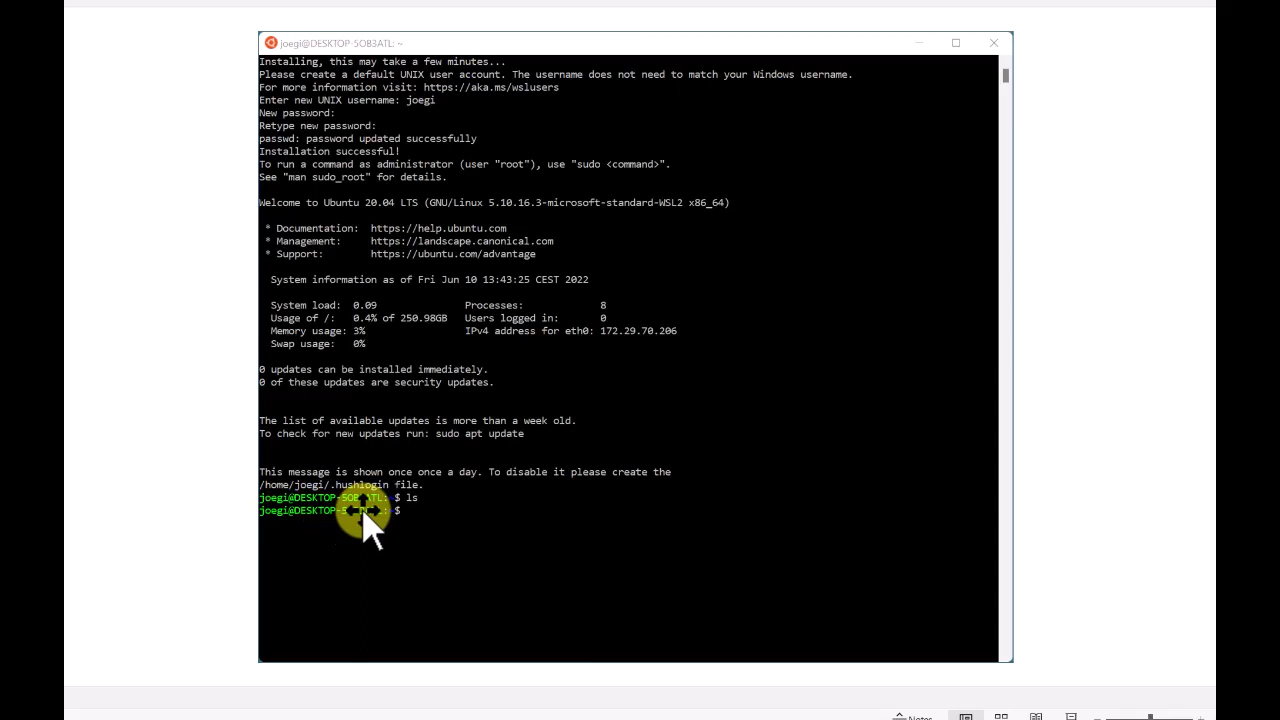 joegi@DESKTOP-5OB3ATL: ~
Installing, this may take a few minutes...
Please create a default UNIX user account. The username does not need to match your Windows username.
For more information visit: https://aka.ms/wslusers
Enter new UNIX username: joegi
New password:
Retype new password:
passwd: password updated successfully
Installation successful!
To run a command as administrator (user "root"), use "sudo <command>".
See "man sudo_root" for details.
Welcome to Ubuntu 20.04 LTS (GNU/Linux 5.10.16.3-microsoft-standard-WSL2 x86_64)
* Documentation: https://help.ubuntu.com
* Management: https://landscape.canonical.com
* Support: https://ubuntu.com/advantage
System information as of Fri Jun 10 13:43:25 CEST 2022
System load: 0.09 Processes: 8
Usage of /: 0.4% of 250.98GB Users logged in: 0
Memory usage: 3% IPv4 address for eth0: 172.29.70.206
Swap usage: 0%
0 updates can be installed immediately.
0 of these updates are security updates.
The list of available updates is more than a week old.
To check for new updates run: sudo apt update
This message is shown once once a day. To disable it please create the
/home/joegi/.hushlogin file.
joegi@DESKTOP-5OB3ATL: $ ls
$
Notes